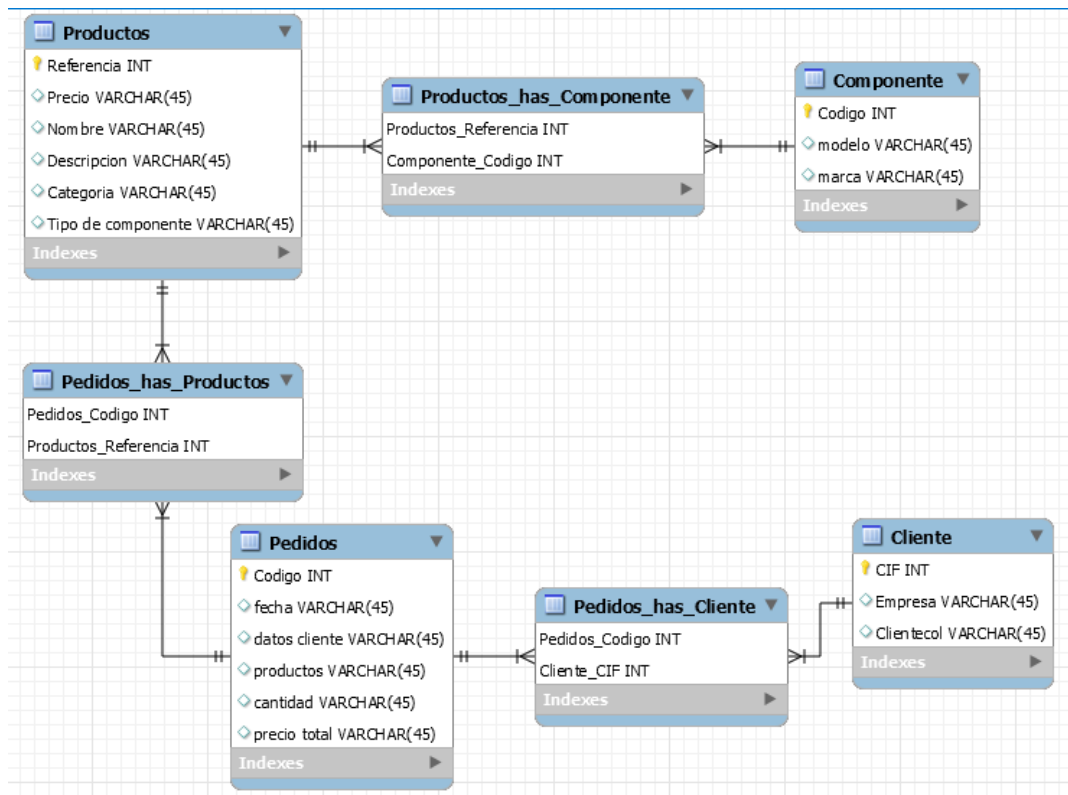 Productos
Referencia INT
Precio VARCHAR(45)
Nombre VARCHAR(45)
Descripcion VARCHAR(45)
Categoria VARCHAR(45)
Tipo de componente VARCHAR(45)
Indexes
Productos_has_Componente
Productos_Referencia INT
Componente_Codigo INT
Indexes
Componente
Codigo INT
modelo VARCHAR(45)
marca VARCHAR(45)
Indexes
Pedidos_has_Productos
Pedidos_Codigo INT
Productos_Referencia INT
Indexes
Pedidos
Codigo INT
fecha VARCHAR(45)
datos cliente VARCHAR(45)
productos VARCHAR(45)
cantidad VARCHAR(45)
precio total VARCHAR(45)
Indexes
Pedidos_has_Cliente
Pedidos_Codigo INT
Cliente_CIF INT
Indexes
Cliente
CIF INT
Empresa VARCHAR(45)
Clientecol VARCHAR(45)
Indexes